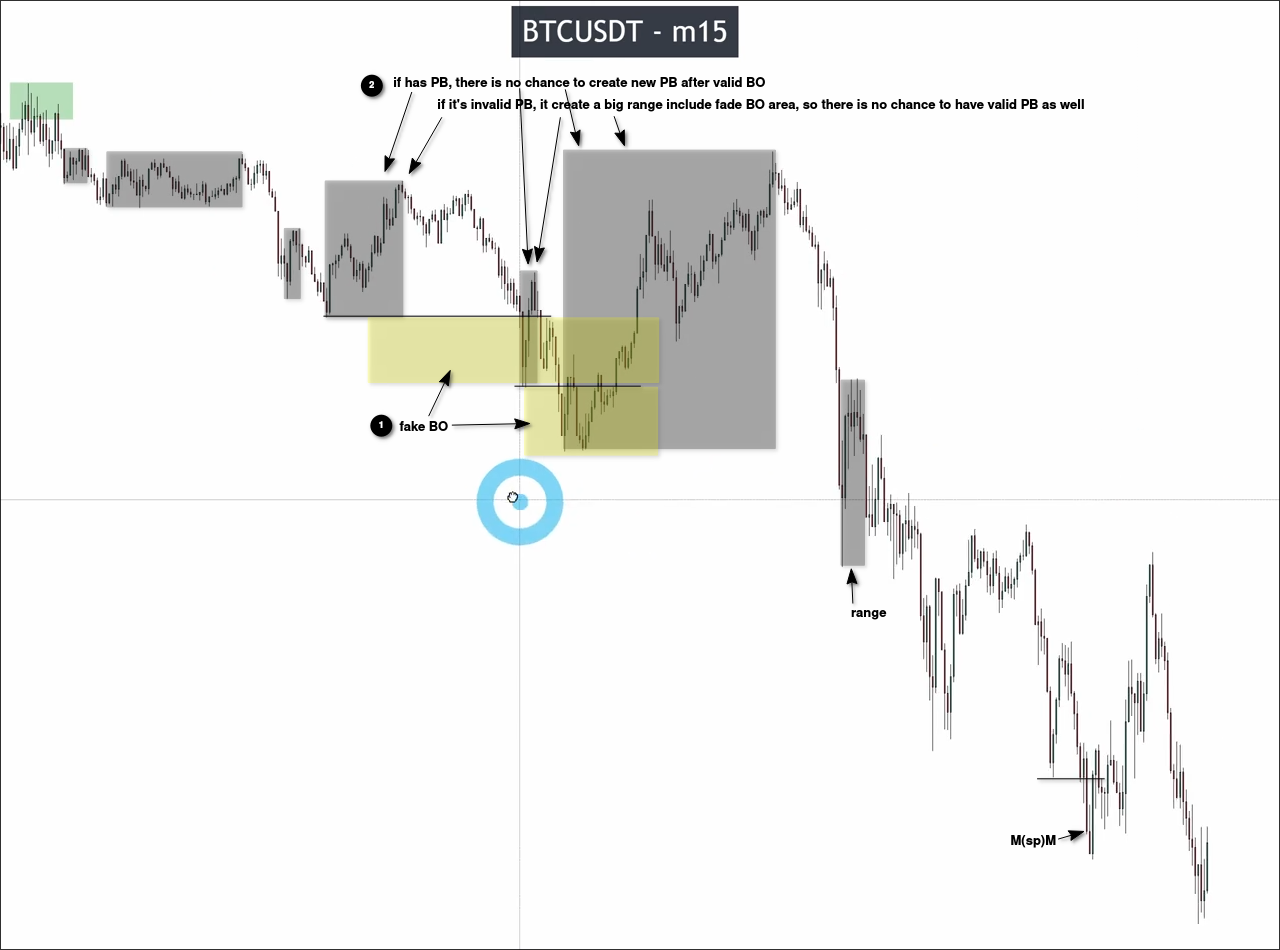 BTCUSDT - m15
2 if has PB, there is no chance to create new PB after valid BO
if it's invalid PB, it create a big range include fade BO area, so there is no chance to have valid PB as well
1 fake BO
range
M(sp)M